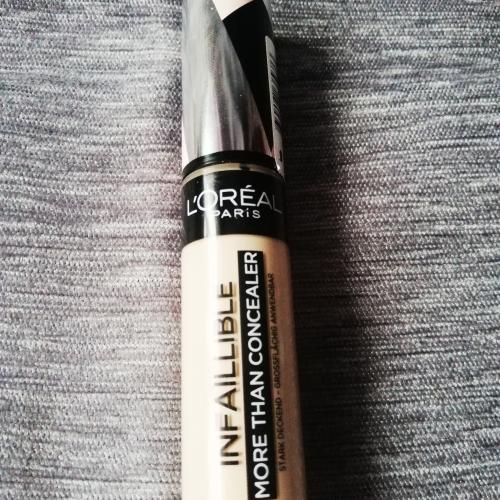 L'ORÉAL
PARIS
INFAILLIBLE
MORE THAN CONCEALER
STARK DECKEND - GROSSFLÄCHIG ANWENDBAR